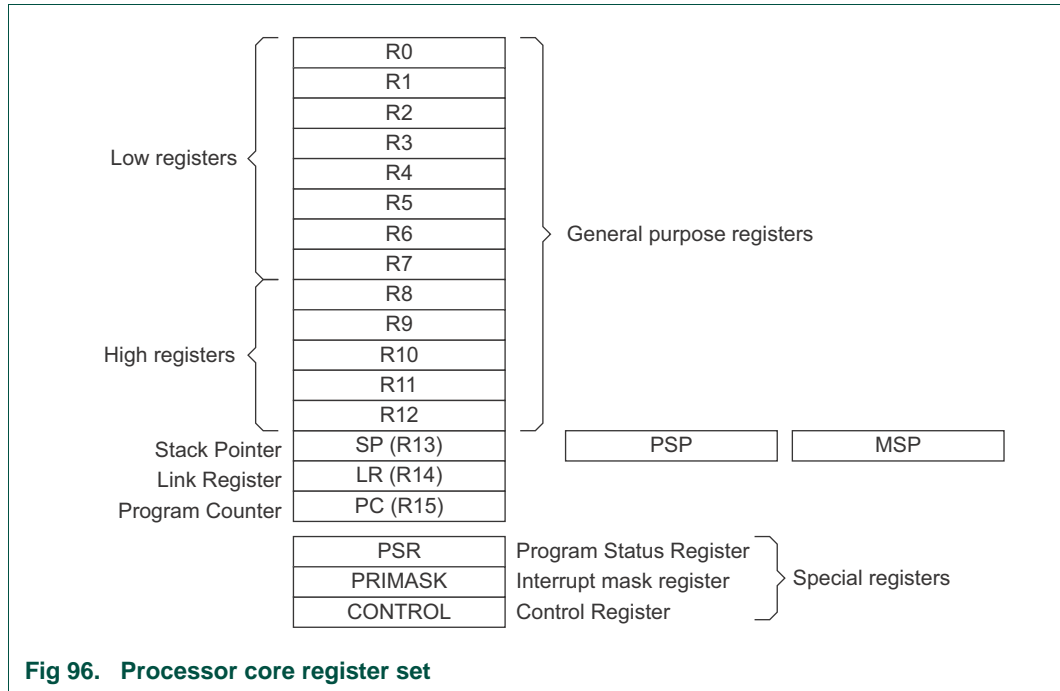 R0
R1
R2
R3
Low registers
R4
R5
R6
General purpose registers
R7
R8
R9
High registers
R10
R11
R12
Stack Pointer SP (R13) PSP MSP
Link Register LR (R14)
Program Counter PC (R15)
PSR Program Status Register
PRIMASK Interrupt mask register Special registers
CONTROL Control Register
Fig 96. Processor core register set